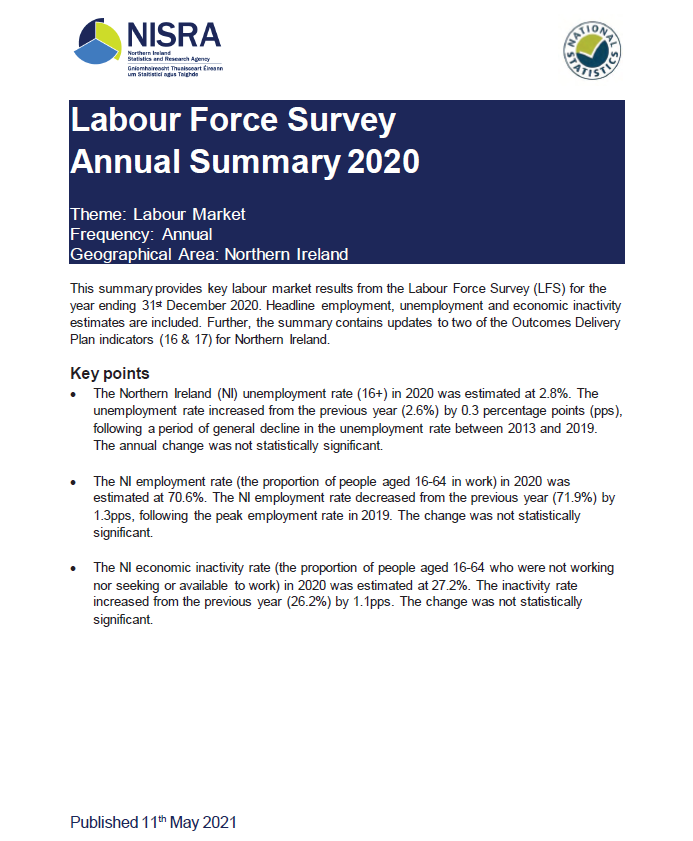 NISRA
Northern Ireland
Statistics and Research Agency
Gníomhaireacht Thuaisceart Éireann
um Staitisticí agus Taighde
NATIONAL STATISTICS
Labour Force Survey
Annual Summary 2020
Theme: Labour Market
Frequency: Annual
Geographical Area: Northern Ireland
This summary provides key labour market results from the Labour Force Survey (LFS) for the
year ending 31st December 2020. Headline employment, unemployment and economic inactivity
estimates are included. Further, the summary contains updates to two of the Outcomes Delivery
Plan indicators (16 & 17) for Northern Ireland.
Key points
• The Northern Ireland (NI) unemployment rate (16+) in 2020 was estimated at 2.8%. The
unemployment rate increased from the previous year (2.6%) by 0.3 percentage points (pps),
following a period of general decline in the unemployment rate between 2013 and 2019.
The annual change was not statistically significant.
• The NI employment rate (the proportion of people aged 16-64 in work) in 2020 was
estimated at 70.6%. The NI employment rate decreased from the previous year (71.9%) by
1.3pps, following the peak employment rate in 2019. The change was not statistically
significant.
• The NI economic inactivity rate (the proportion of people aged 16-64 who were not working
nor seeking or available to work) in 2020 was estimated at 27.2%. The inactivity rate
increased from the previous year (26.2%) by 1.1pps. The change was not statistically
significant.
Published 11th May 2021